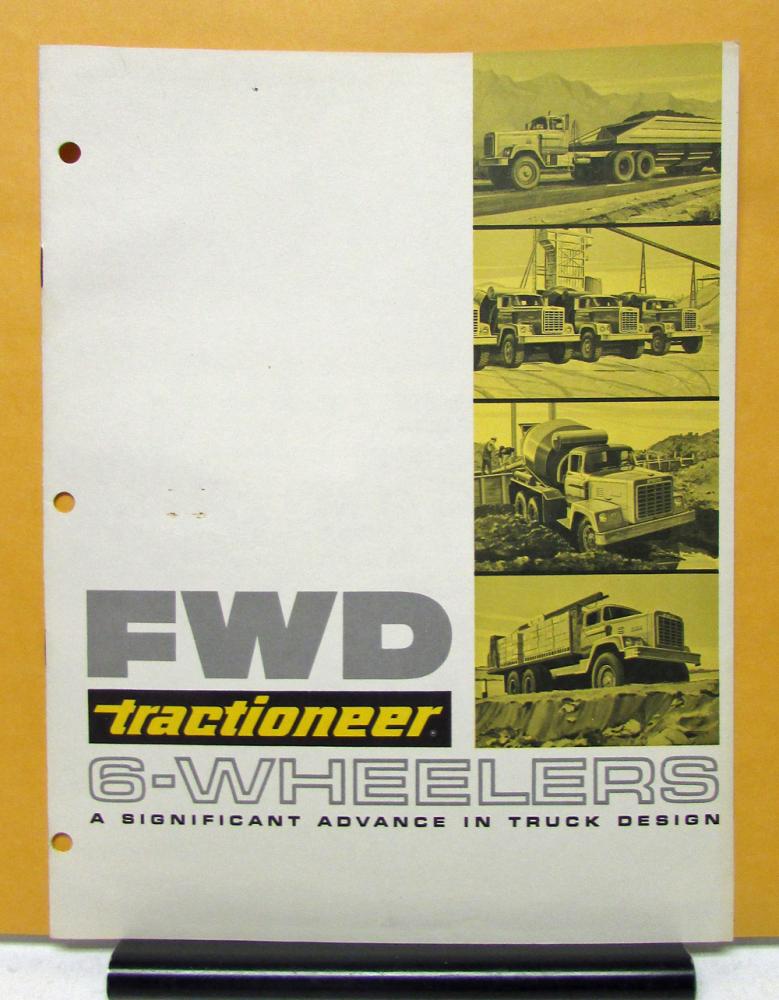 FWD
tractioneer
6-WHEELERS
A SIGNIFICANT ADVANCE IN TRUCK DESIGN